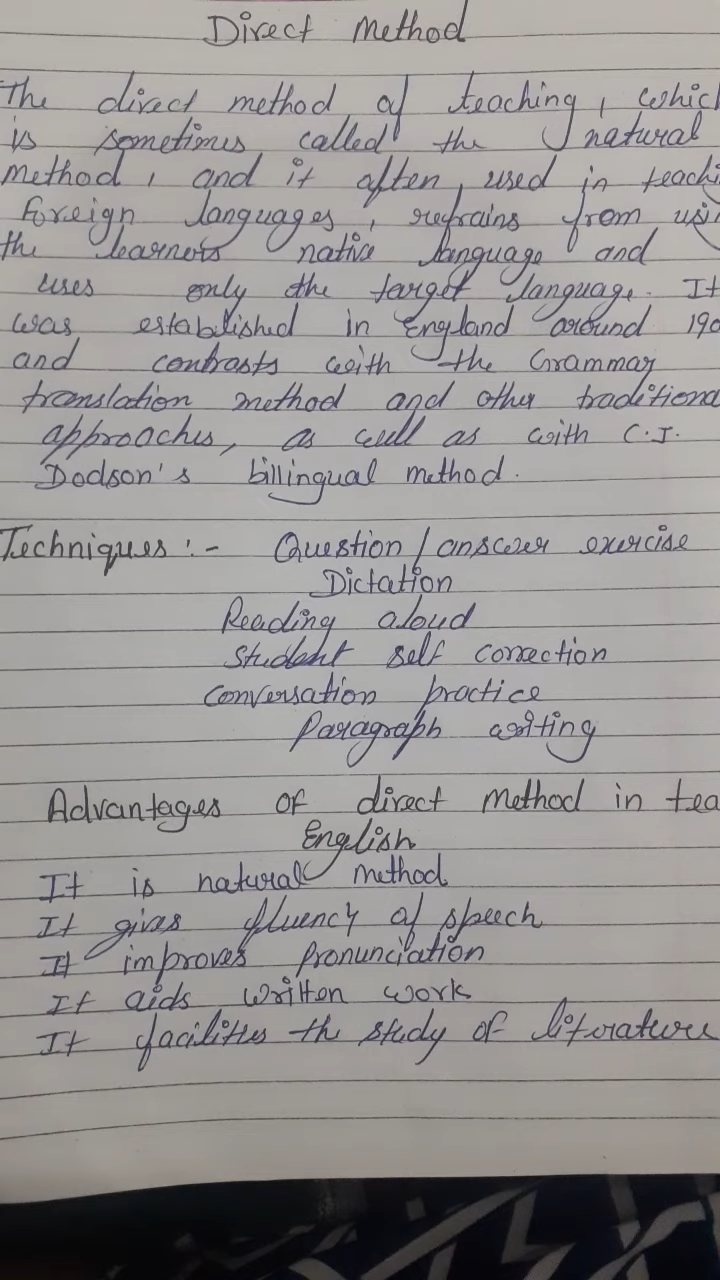 Direct Method
The direct method of teaching, which
is sometimes called the natural
method, and it often, used in teachi
foreign languages, refrains from usin
the learners native language and
uses only the target language. It
was established in England around 190
and contrasts with the Grammar
translation method and other traditiona
approaches, as well as with C.J.
Dodson's billingual method.
Techniques :- Question/answer exercise
Dictation
Reading aloud
Student self correction
Conversation practice
Paragraph writing
Advantages of direct Method in tea
English
It is natural method
It gives fluency of speech
It improves pronunciation
It aids written work
It facilities the study of literature